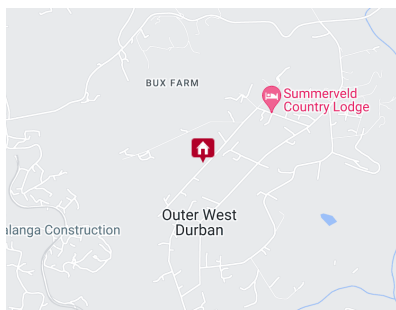 BUX FARM
Summerveld
Country Lodge
Outer West
Durban
alanga Construction